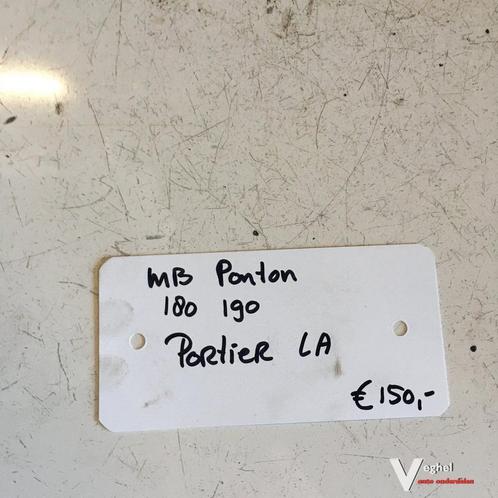 MB Ponton
180 190
Portier LA
€ 150,-
Veghel
auto onderdelen